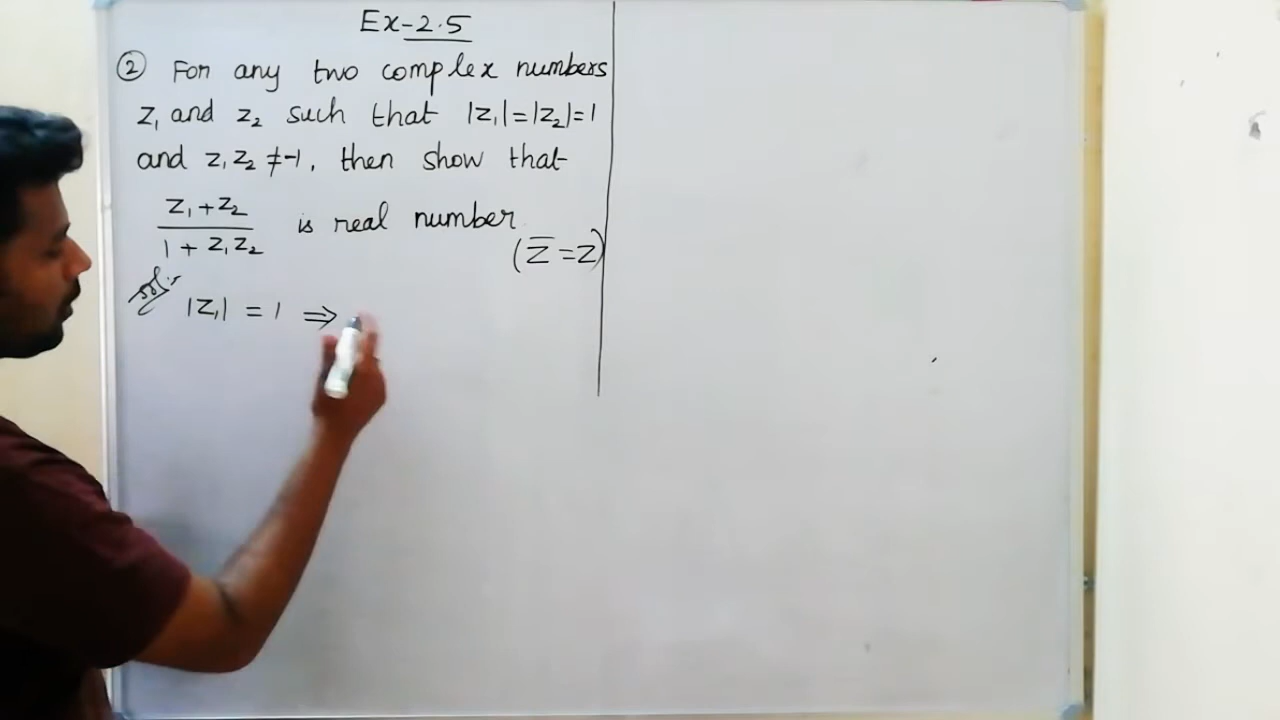 Ex-2.5
② For any two complex numbers
z₁ and z₂ such that |z₁|=|z₂|=1
and z₁z₂ ≠-1, then show that
z₁+z₂
1 + z₁z₂
is real number
(z̅ =z)
sol:-
|z₁| = 1 ⇒